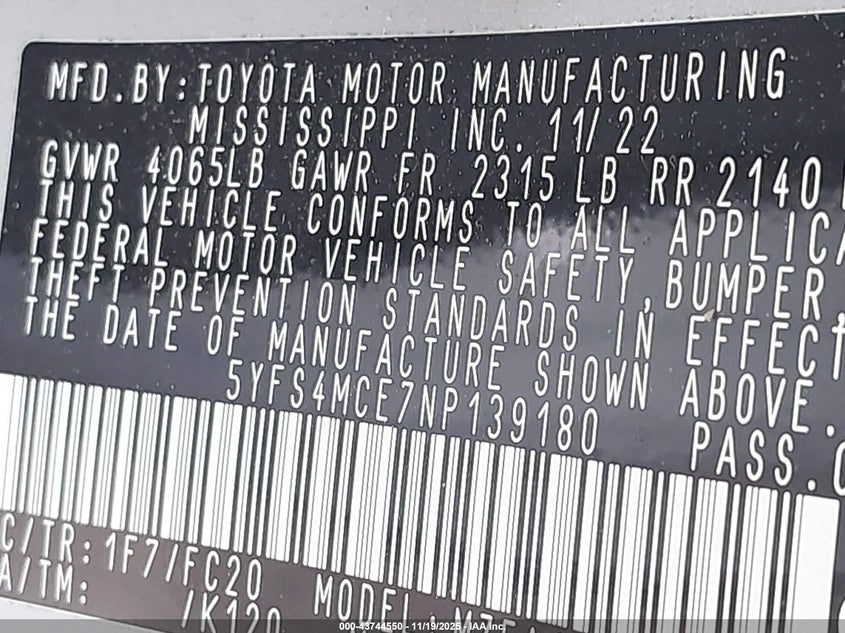 MFD.BY:TOYOTA MOTOR MANUFACTURING
MISSISSIPPI INC. 11/22
GVWR 4065LB GAWR FR 2315 LB RR 2140
THIS VEHICLE CONFORMS TO ALL
FEDERAL MOTOR VEHICLE SAFETY, BUMPER,
THEFT PREVENTION STANDARDS IN EFFECT
THE DATE OF MANUFACTURE SHOWN ABOVE.
5YFS4MCE7NP139180 PASS.
C/TR:1F7/FC20 MODEL:
A/TM: /K120
000-43744550 - 11/19/2025 - IAA Inc.